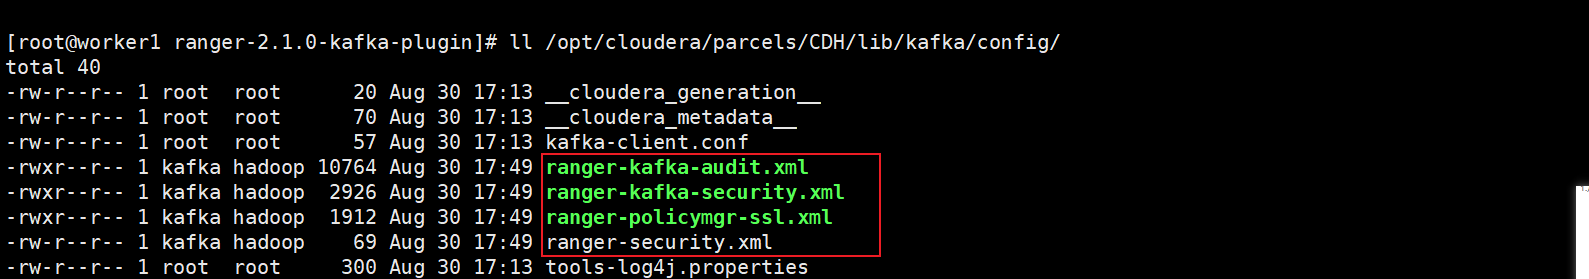 [root@worker1 ranger-2.1.0-kafka-plugin]# ll /opt/cloudera/parcels/CDH/lib/kafka/config/
total 40
-rw-r--r-- 1 root  root      20 Aug 30 17:13 __cloudera_generation__
-rw-r--r-- 1 root  root      70 Aug 30 17:13 __cloudera_metadata__
-rw-r--r-- 1 root  root      57 Aug 30 17:13 kafka-client.conf
-rwxr--r-- 1 kafka hadoop 10764 Aug 30 17:49 ranger-kafka-audit.xml
-rwxr--r-- 1 kafka hadoop  2926 Aug 30 17:49 ranger-kafka-security.xml
-rwxr--r-- 1 kafka hadoop  1912 Aug 30 17:49 ranger-policymgr-ssl.xml
-rw-r--r-- 1 kafka hadoop    69 Aug 30 17:49 ranger-security.xml
-rw-r--r-- 1 root  root     300 Aug 30 17:13 tools-log4j.properties